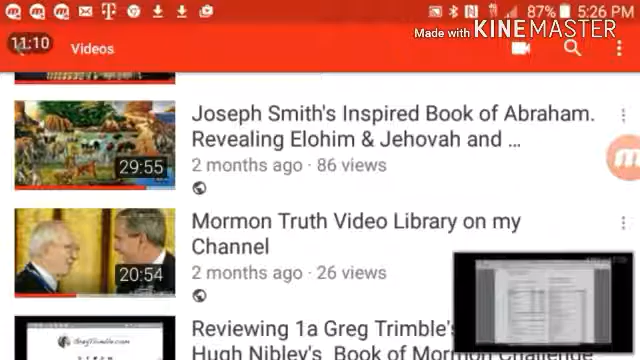 87% 5:26 PM
Made with KINEMASTER
11:10
Videos
Joseph Smith's Inspired Book of Abraham.
Revealing Elohim & Jehovah and ...
29:55
2 months ago · 86 views
Mormon Truth Video Library on my
Channel
20:54
2 months ago · 26 views
Reviewing 1a Greg Trimble's
GregTrimble.com
Hugh Nibley's Book of Mormon Challenge